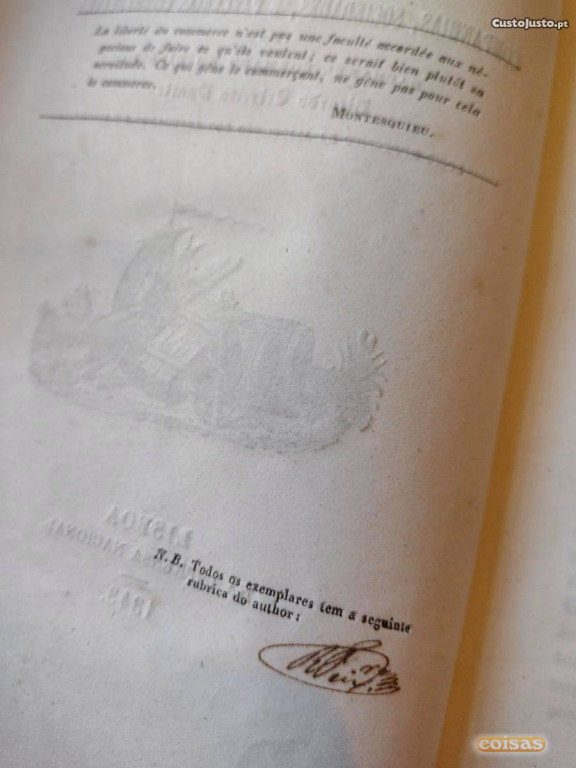 CustoJusto.pt
La liberté du commerce n'est pas une faculté accordée aux né-
gocians de faire ce qu'ils veulent; ce serait bien plutôt sa
servitude. Ce qui gêne le commerçant, ne gêne pas pour cela
le commerce.
MONTESQUIEU.
LISBOA
NACIONAL
1843.
N. B. Todos os exemplares tem a seguinte
rubrica do author:
coisas